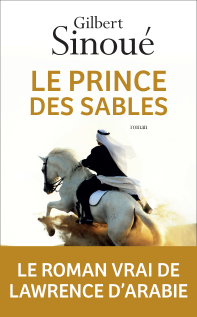 Gilbert
Sinoué
LE PRINCE
DES SABLES
roman
LE ROMAN VRAI DE
LAWRENCE D'ARABIE